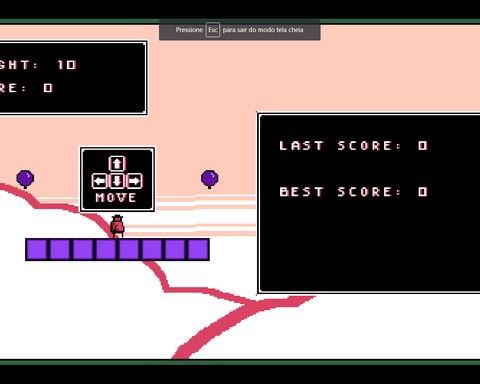 Pressione Esc para sair do modo tela cheia
GHT: 10
RE: 0
LAST SCORE: 0
BEST SCORE: 0
MOVE